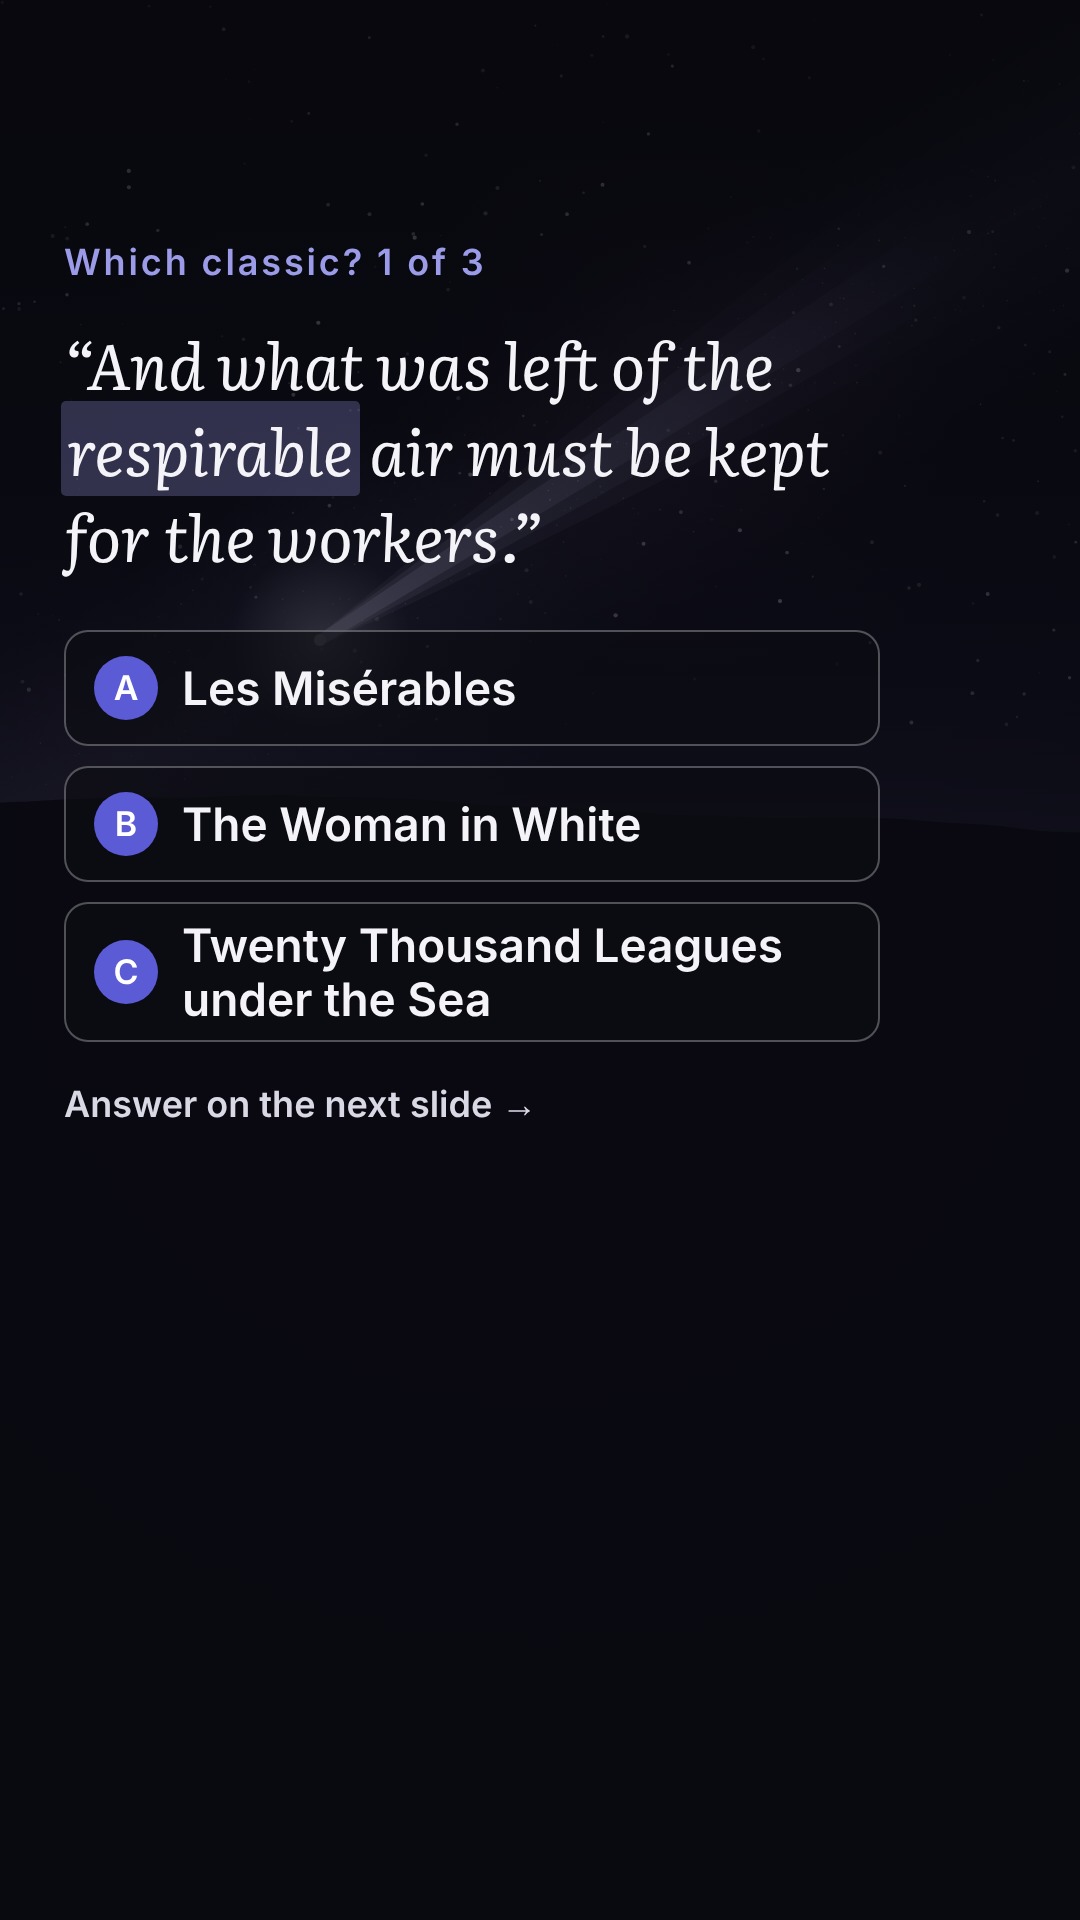 Which classic? 1 of 3
“And what was left of the
respirable air must be kept
for the workers.”
A Les Misérables
B The Woman in White
C Twenty Thousand Leagues
under the Sea
Answer on the next slide →